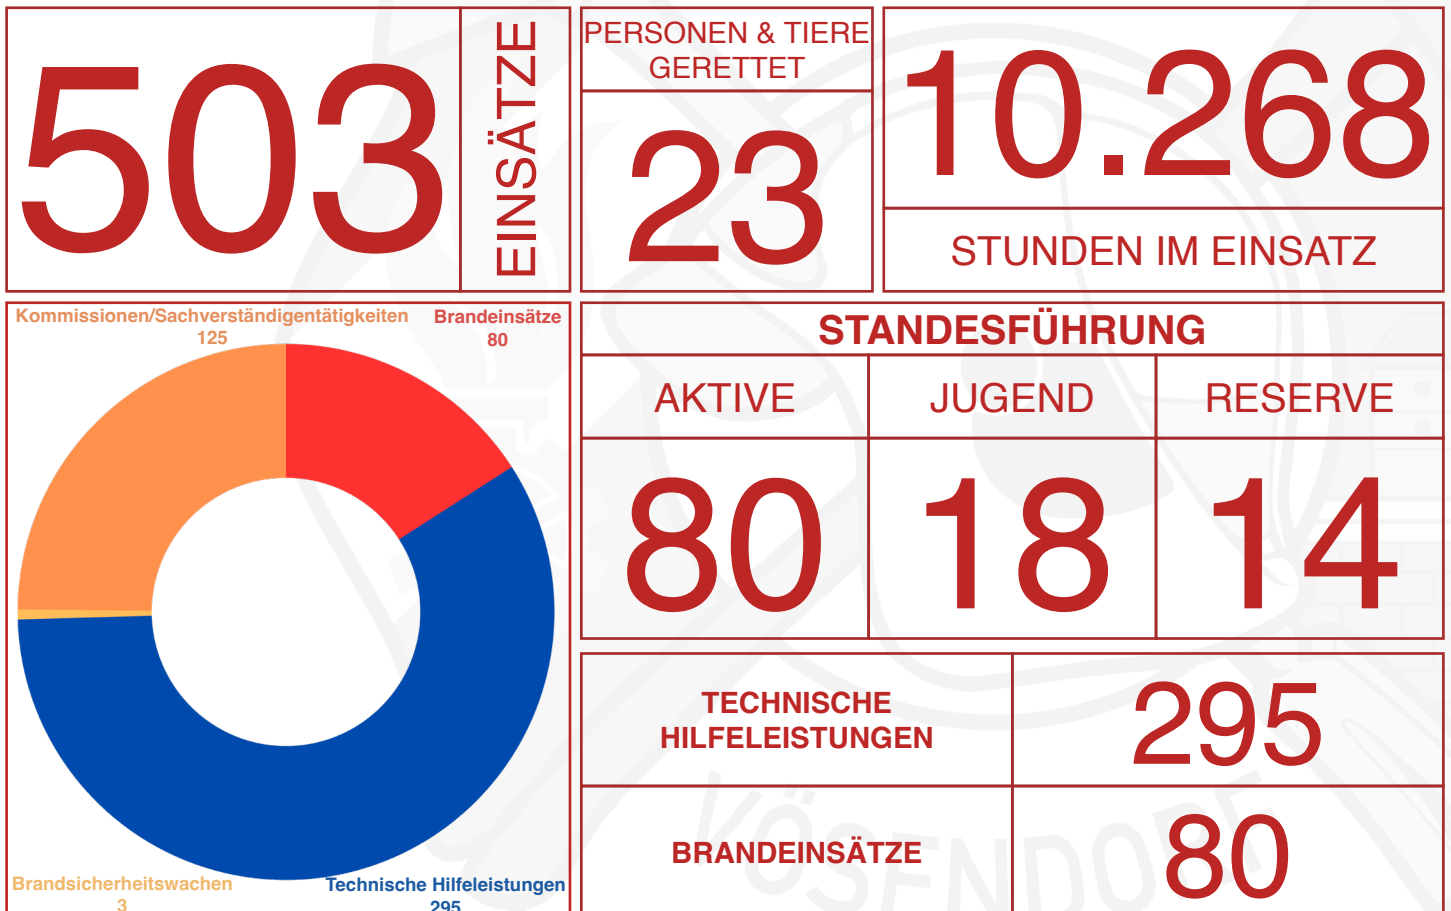 503
EINSÄTZE
PERSONEN & TIERE
GERETTET
23
10.268
STUNDEN IM EINSATZ
Kommissionen/Sachverständigentätigkeiten
125
Brandeinsätze
80
Brandsicherheitswachen
3
Technische Hilfeleistungen
295
STANDESFÜHRUNG
AKTIVE JUGEND RESERVE
80 18 14
TECHNISCHE
HILFELEISTUNGEN
295
BRANDEINSÄTZE
80
VÖSENDORF